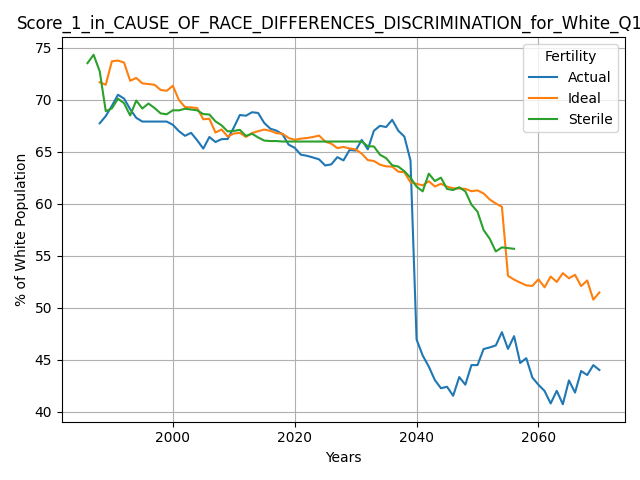 Score_1_in_CAUSE_OF_RACE_DIFFERENCES_DISCRIMINATION_for_White_Q1
Fertility
Actual
Ideal
Sterile
% of White Population
75
70
65
60
55
50
45
40
2000
2020
2040
2060
Years